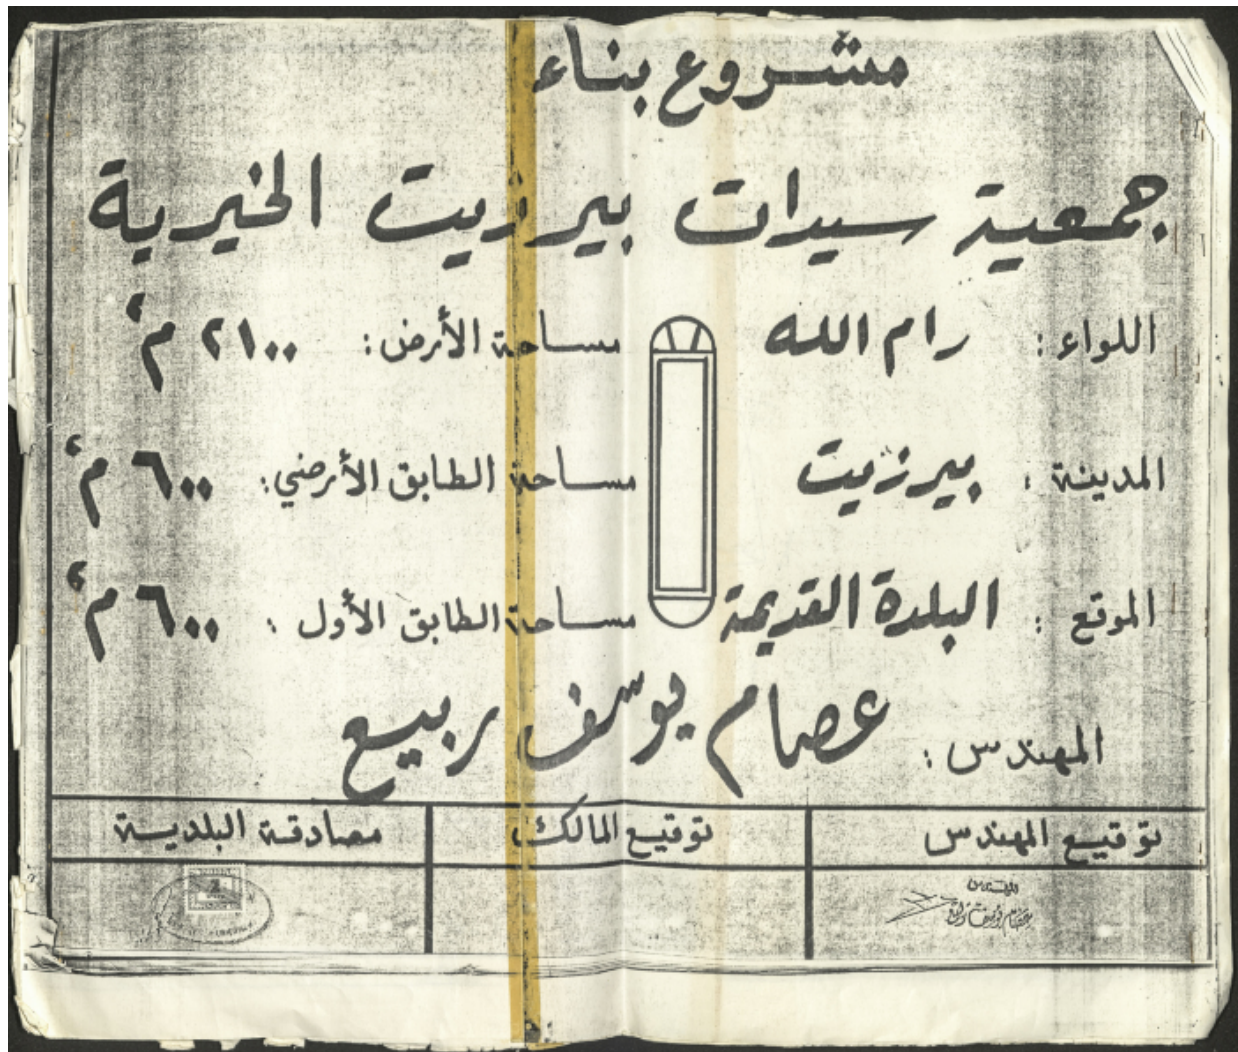 مشروع بناء
جمعية سيدات بيرزيت الخيرية
اللواء : رام الله
مساحة الأرض : ٢١٠٠ م٢
المدينة : بيرزيت
مساحة الطابق الأرضي : ٦٠٠ م٢
الموقع : البلدة القديمة
مساحة الطابق الأول : ٦٠٠ م٢
المهندس : عصام يوسف ربيع
توقيع المهندس
توقيع المالك
مصادقة البلدية
المهندس